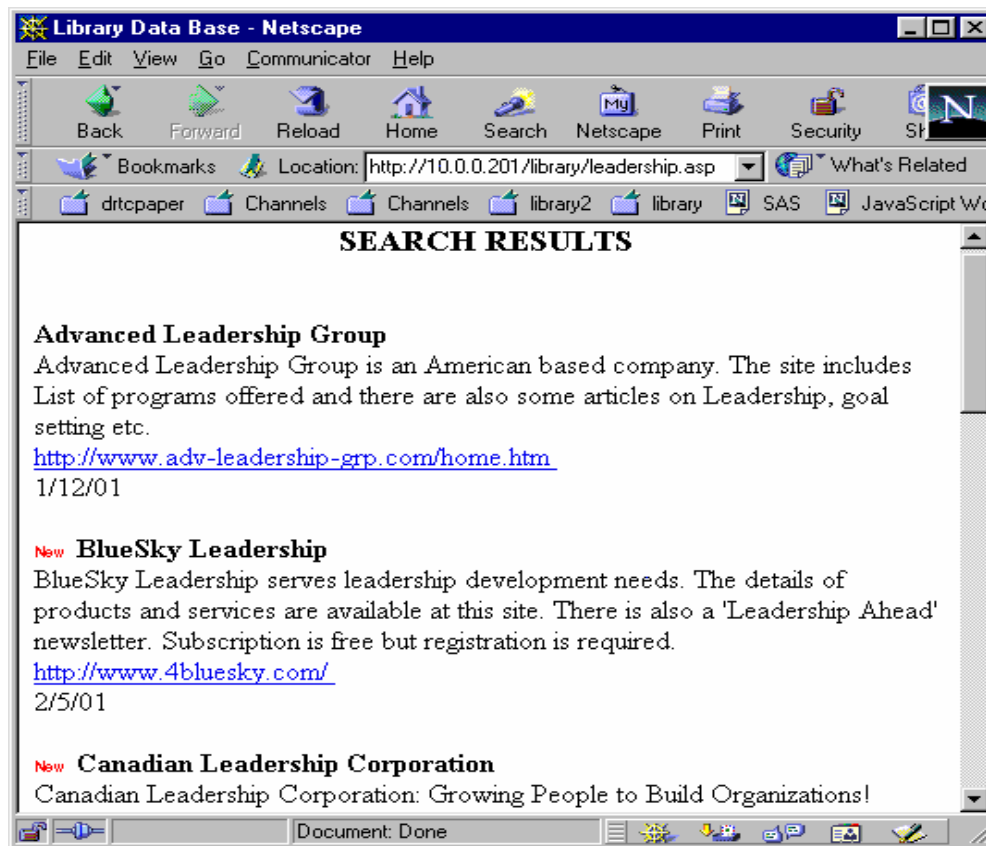 Library Data Base - Netscape
File Edit View Go Communicator Help
Back Forward Reload Home Search Netscape Print Security
My
N
Bookmarks Location: http://10.0.0.201/library/leadership.asp What's Related
drtcpaper Channels Channels library2 library SAS JavaScript
SEARCH RESULTS
Advanced Leadership Group
Advanced Leadership Group is an American based company. The site includes
List of programs offered and there are also some articles on Leadership, goal
setting etc.
http://www.adv-leadership-grp.com/home.htm
1/12/01
New BlueSky Leadership
BlueSky Leadership serves leadership development needs. The details of
products and services are available at this site. There is also a 'Leadership Ahead'
newsletter. Subscription is free but registration is required.
http://www.4bluesky.com/
2/5/01
New Canadian Leadership Corporation
Canadian Leadership Corporation: Growing People to Build Organizations!
Document: Done